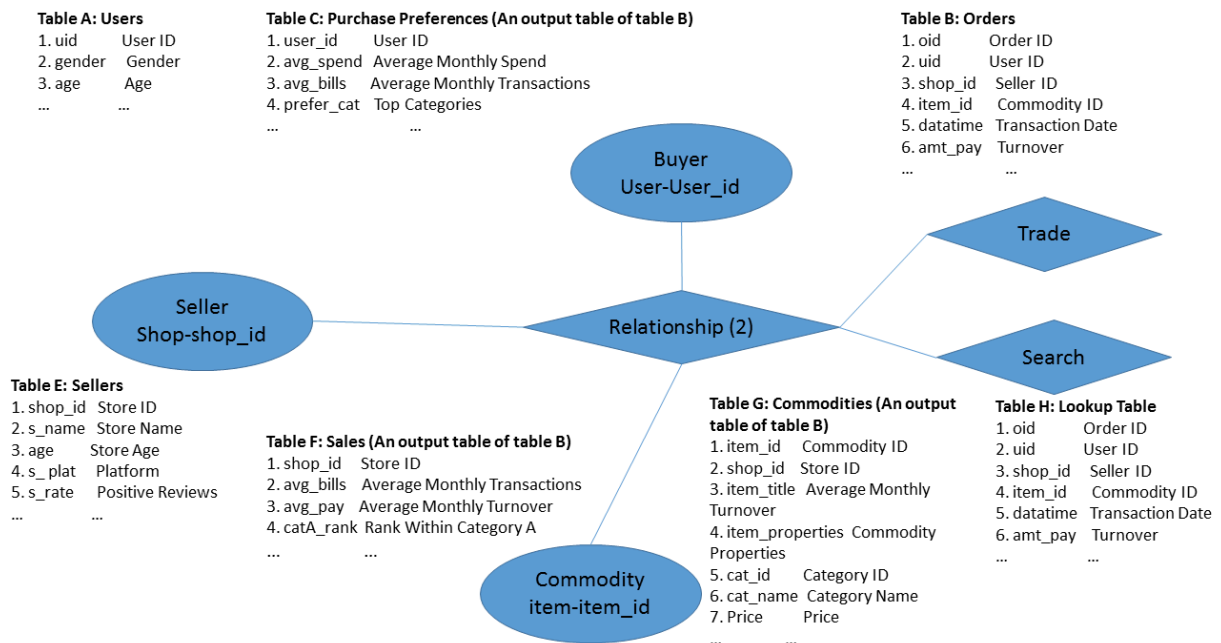 Table A: Users
1. uid User ID
2. gender Gender
3. age Age
... ...
Table C: Purchase Preferences (An output table of table B)
1. user_id User ID
2. avg_spend Average Monthly Spend
3. avg_bills Average Monthly Transactions
4. prefer_cat Top Categories
... ...
Table B: Orders
1. oid Order ID
2. uid User ID
3. shop_id Seller ID
4. item_id Commodity ID
5. datatime Transaction Date
6. amt_pay Turnover
... ...
Buyer
User-User_id
Trade
Seller
Shop-shop_id
Relationship (2)
Search
Table E: Sellers
1. shop_id Store ID
2. s_name Store Name
3. age Store Age
4. s_ plat Platform
5. s_rate Positive Reviews
... ...
Table F: Sales (An output table of table B)
1. shop_id Store ID
2. avg_bills Average Monthly Transactions
3. avg_pay Average Monthly Turnover
4. catA_rank Rank Within Category A
... ...
Commodity
item-item_id
Table G: Commodities (An output
table of table B)
1. item_id Commodity ID
2. shop_id Store ID
3. item_title Average Monthly
Turnover
4. item_properties Commodity
Properties
5. cat_id Category ID
6. cat_name Category Name
7. Price Price
... ...
Table H: Lookup Table
1. oid Order ID
2. uid User ID
3. shop_id Seller ID
4. item_id Commodity ID
5. datatime Transaction Date
6. amt_pay Turnover
... ...